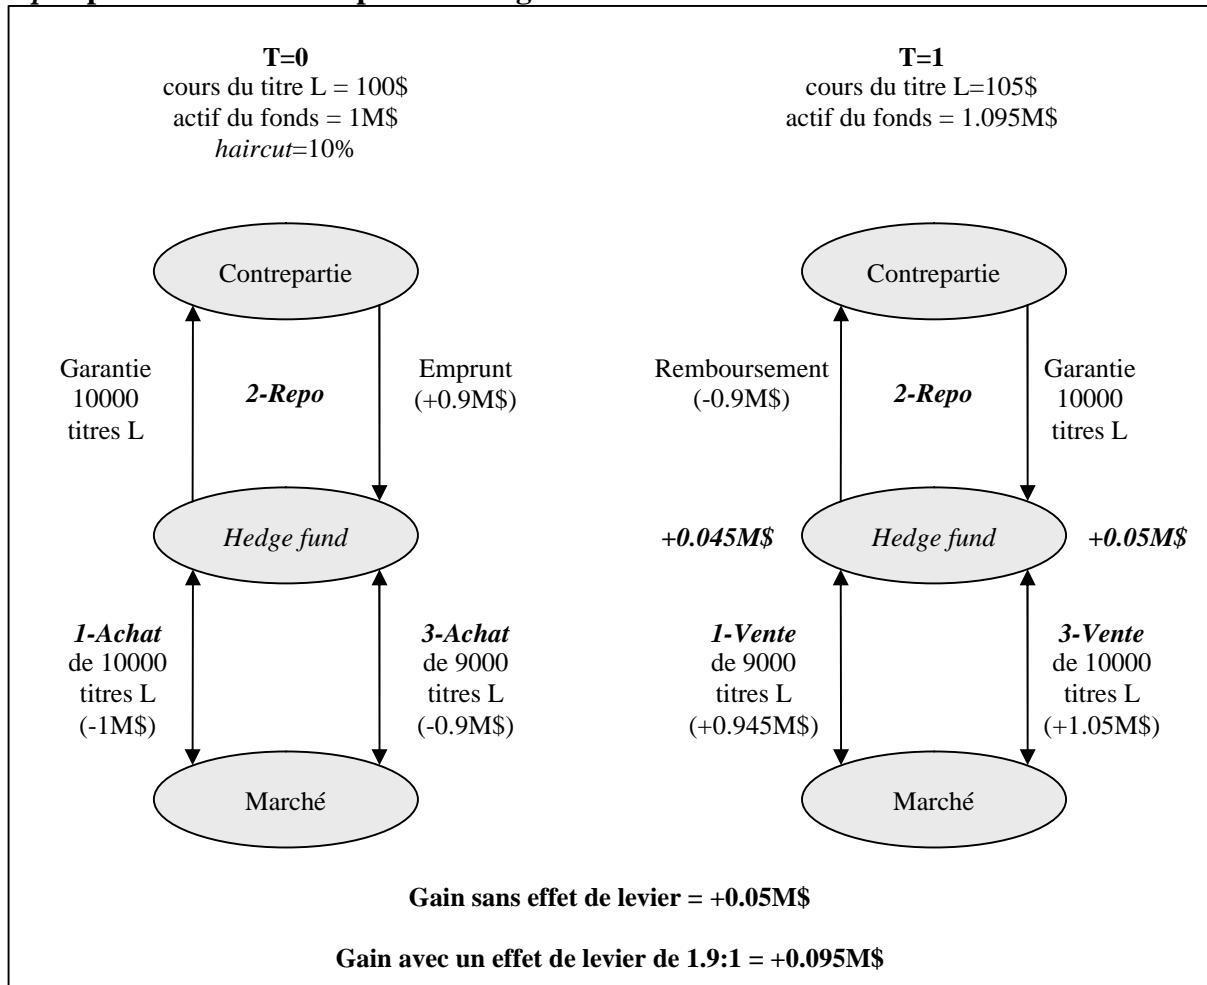 T=0
cours du titre L = 100$
actif du fonds = 1M$
haircut=10%
T=1
cours du titre L=105$
actif du fonds = 1.095M$
Contrepartie
Garantie
10000
titres L
2-Repo
Emprunt
(+0.9M$)
Hedge fund
1-Achat
de 10000
titres L
(-1M$)
3-Achat
de 9000
titres L
(-0.9M$)
Marché
Contrepartie
Remboursement
(-0.9M$)
2-Repo
Garantie
10000
titres L
+0.045M$
Hedge fund
+0.05M$
1-Vente
de 9000
titres L
(+0.945M$)
3-Vente
de 10000
titres L
(+1.05M$)
Marché
Gain sans effet de levier = +0.05M$
Gain avec un effet de levier de 1.9:1 = +0.095M$